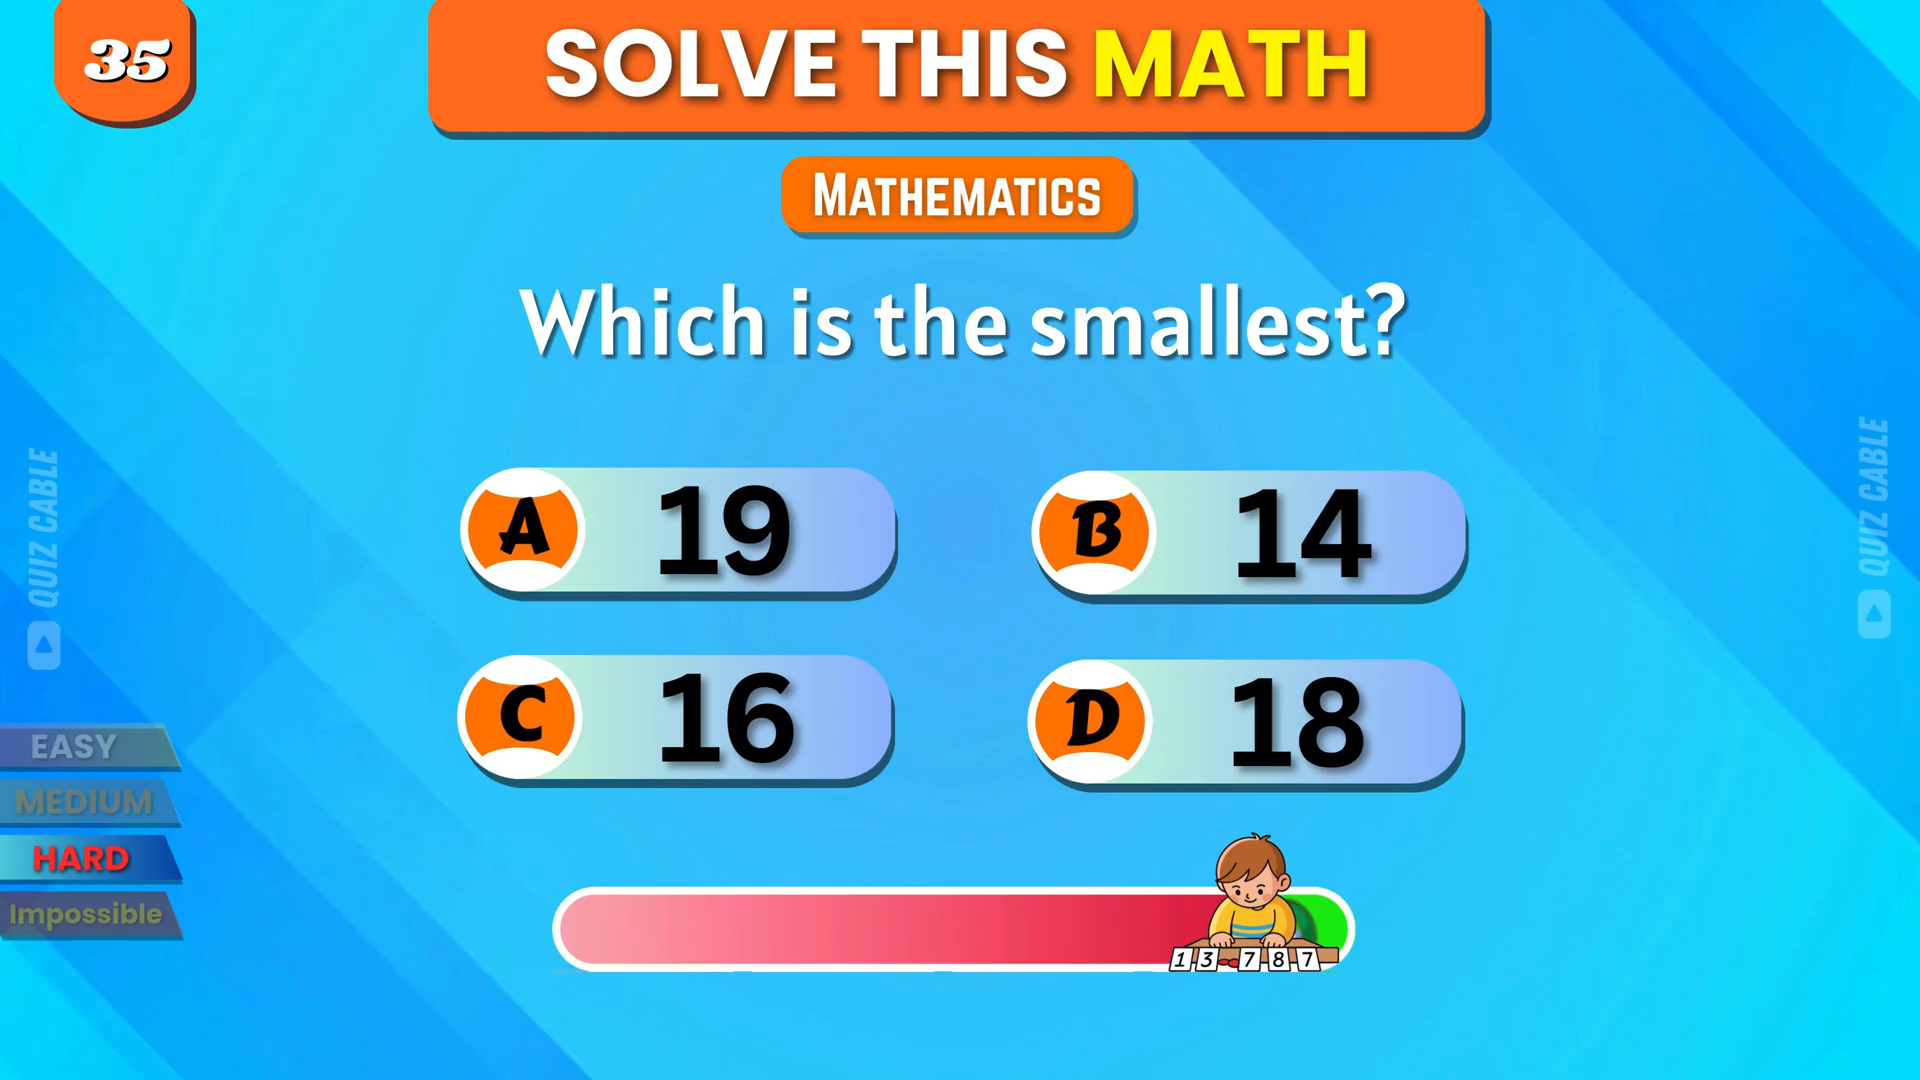 35
SOLVE THIS MATH
MATHEMATICS
Which is the smallest?
A 19
B 14
C 16
D 18
QUIZ CABLE
QUIZ CABLE
EASY
MEDIUM
HARD
Impossible
1 3 7 8 7